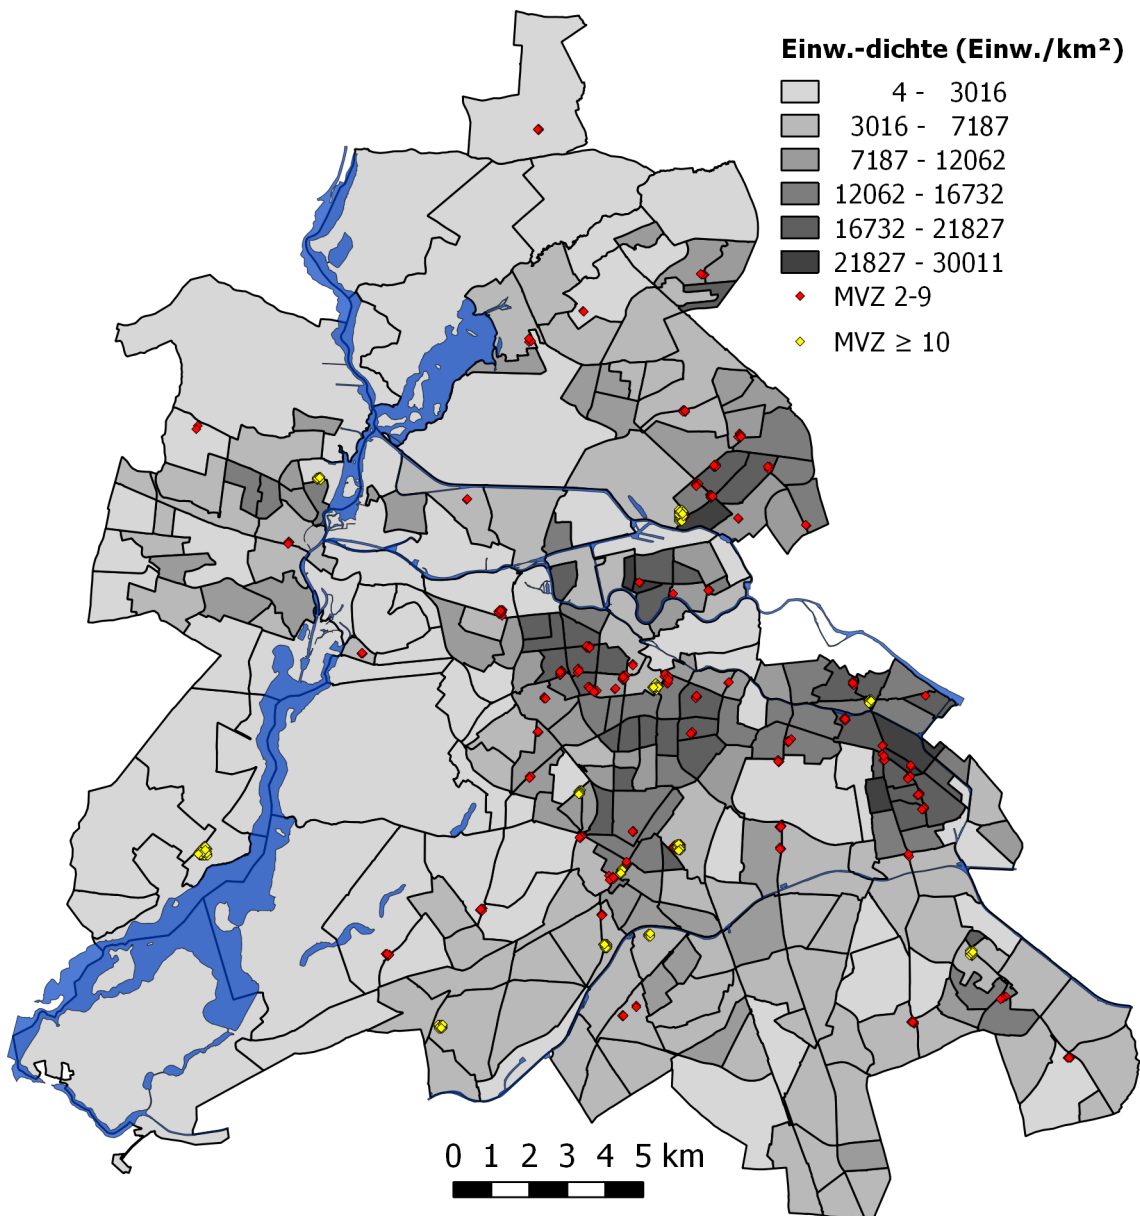 Einw.-dichte (Einw./km²)
4 - 3016
3016 - 7187
7187 - 12062
12062 - 16732
16732 - 21827
21827 - 30011
MVZ 2-9
MVZ ≥ 10
0 1 2 3 4 5 km